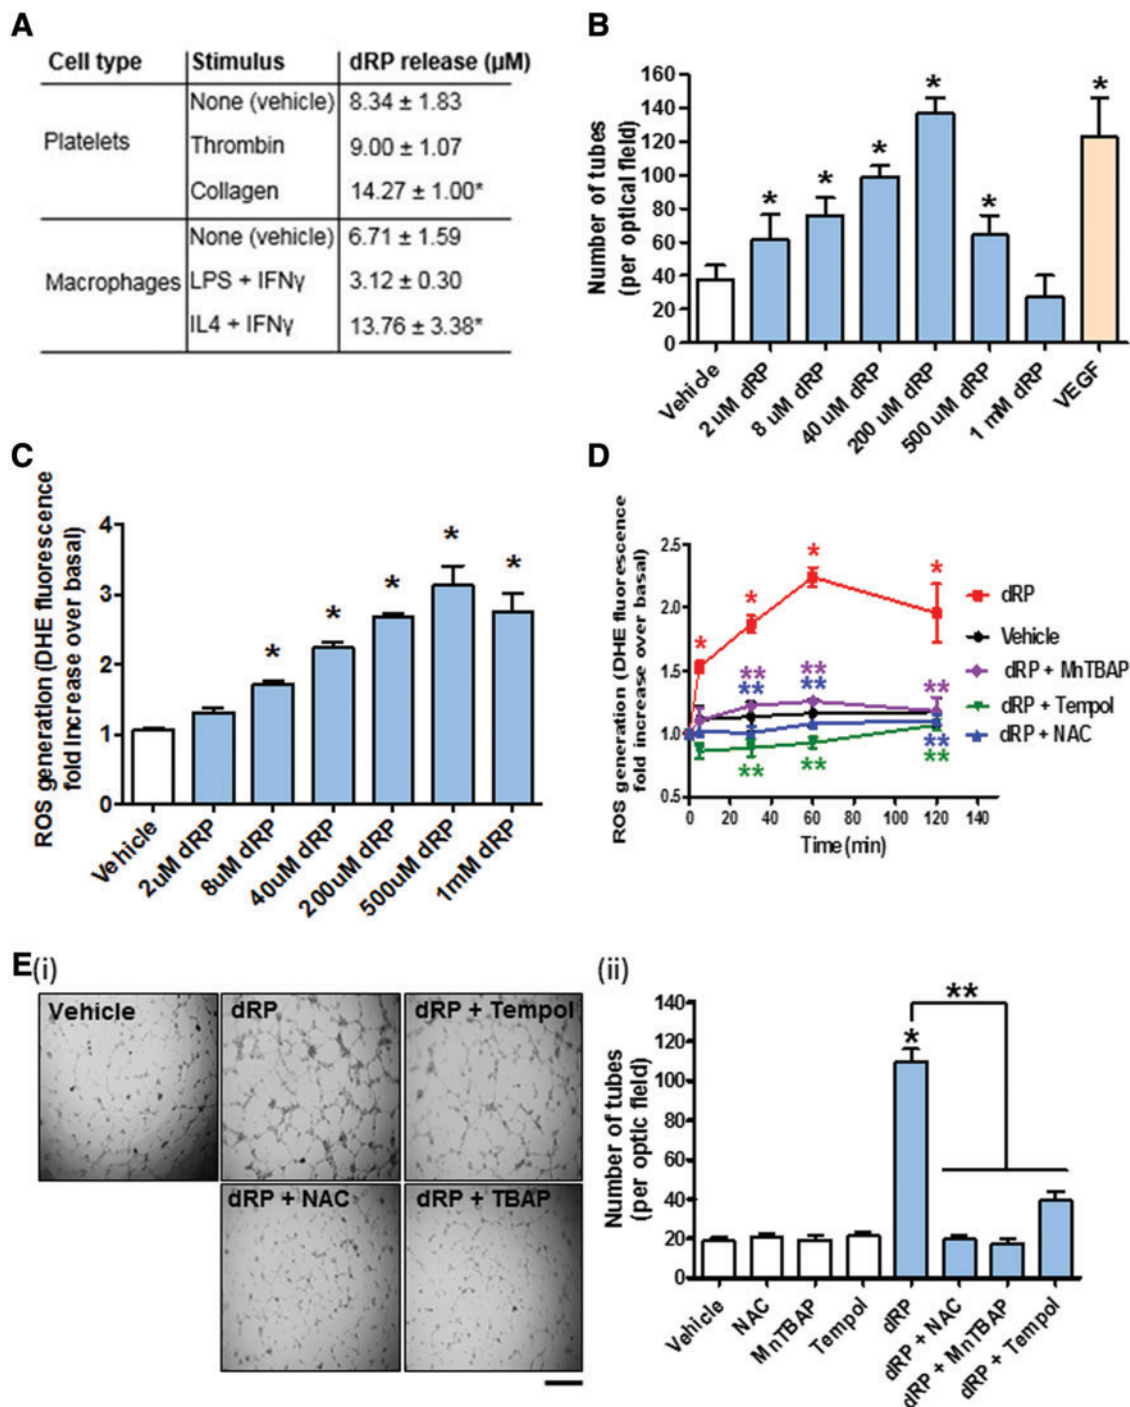 A
Cell type Stimulus dRP release (µM)
Platelets
None (vehicle) 8.34 ± 1.83
Thrombin 9.00 ± 1.07
Collagen 14.27 ± 1.00*
Macrophages
None (vehicle) 6.71 ± 1.59
LPS + IFNγ 3.12 ± 0.30
IL4 + IFNγ 13.76 ± 3.38*
B
Number of tubes
(per optical field)
160
140
120
100
80
60
40
20
0
* * * * * *
Vehicle
2 uM dRP
8 uM dRP
40 uM dRP
200 uM dRP
500 uM dRP
1 mM dRP
VEGF
C
ROS generation (DHE fluorescence
fold increase over basal)
4
3
2
1
0
* * * * *
Vehicle
2uM dRP
8uM dRP
40uM dRP
200uM dRP
500uM dRP
1mM dRP
D
ROS generation (DHE fluorescence
fold increase over basal)
2.5
2.0
1.5
1.0
0.5
* * * *
** ** **
** ** **
** ** **
0 20 40 60 80 100 120 140
Time (min)
dRP
Vehicle
dRP + MnTBAP
dRP + Tempol
dRP + NAC
E(i)
Vehicle
dRP
dRP + Tempol
dRP + NAC
dRP + TBAP
(ii)
Number of tubes
(per optic field)
140
120
100
80
60
40
20
0
**
*
Vehicle
NAC
MnTBAP
Tempol
dRP
dRP + NAC
dRP + MnTBAP
dRP + Tempol